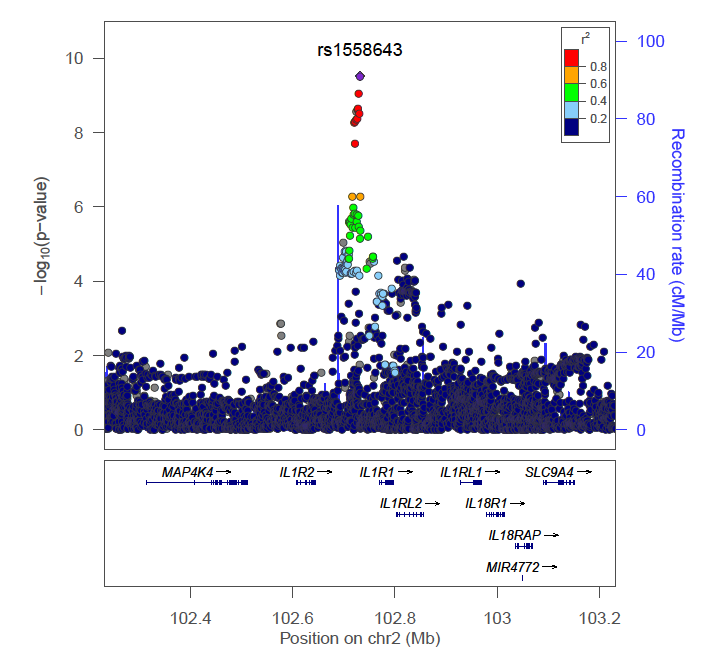 rs1558643
r²
0.8
0.6
0.4
0.2
10
8
6
4
2
0
−log10(p−value)
100
80
60
40
20
0
Recombination rate (cM/Mb)
MAP4K4
IL1R2
IL1R1
IL1RL1
SLC9A4
IL1RL2
IL18R1
IL18RAP
MIR4772
102.4
102.6
102.8
103
103.2
Position on chr2 (Mb)